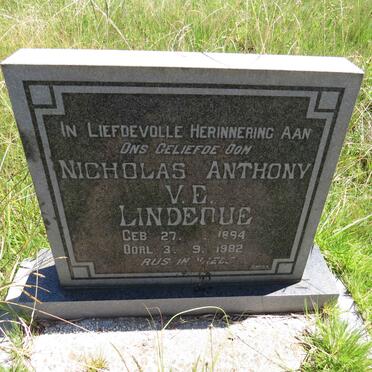 IN LIEFDEVOLLE HERINNERING AAN
ONS GELIEFDE OOM
NICHOLAS ANTHONY
V.E.
LINDEQUE
GEB 27. 1894
OORL 3. 9. 1982
RUS IN